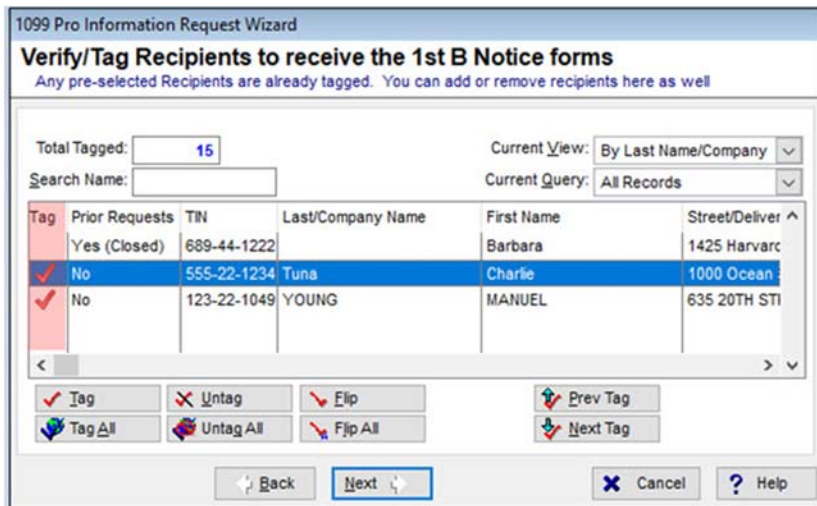 1099 Pro Information Request Wizard
Verify/Tag Recipients to receive the 1st B Notice forms
Any pre-selected Recipients are already tagged. You can add or remove recipients here as well
Total Tagged: 15 Current View: By Last Name/Company
Search Name: Current Query: All Records
Tag Prior Requests TIN Last/Company Name First Name Street/Deliver
Yes (Closed) 689-44-1222 Barbara 1425 Harvard
No 555-22-1234 Tuna Charlie 1000 Ocean
No 123-22-1049 YOUNG MANUEL 635 20TH
Tag Untag Flip Prev Tag
Tag All Untag All Flip All Next Tag
Back Next Cancel Help